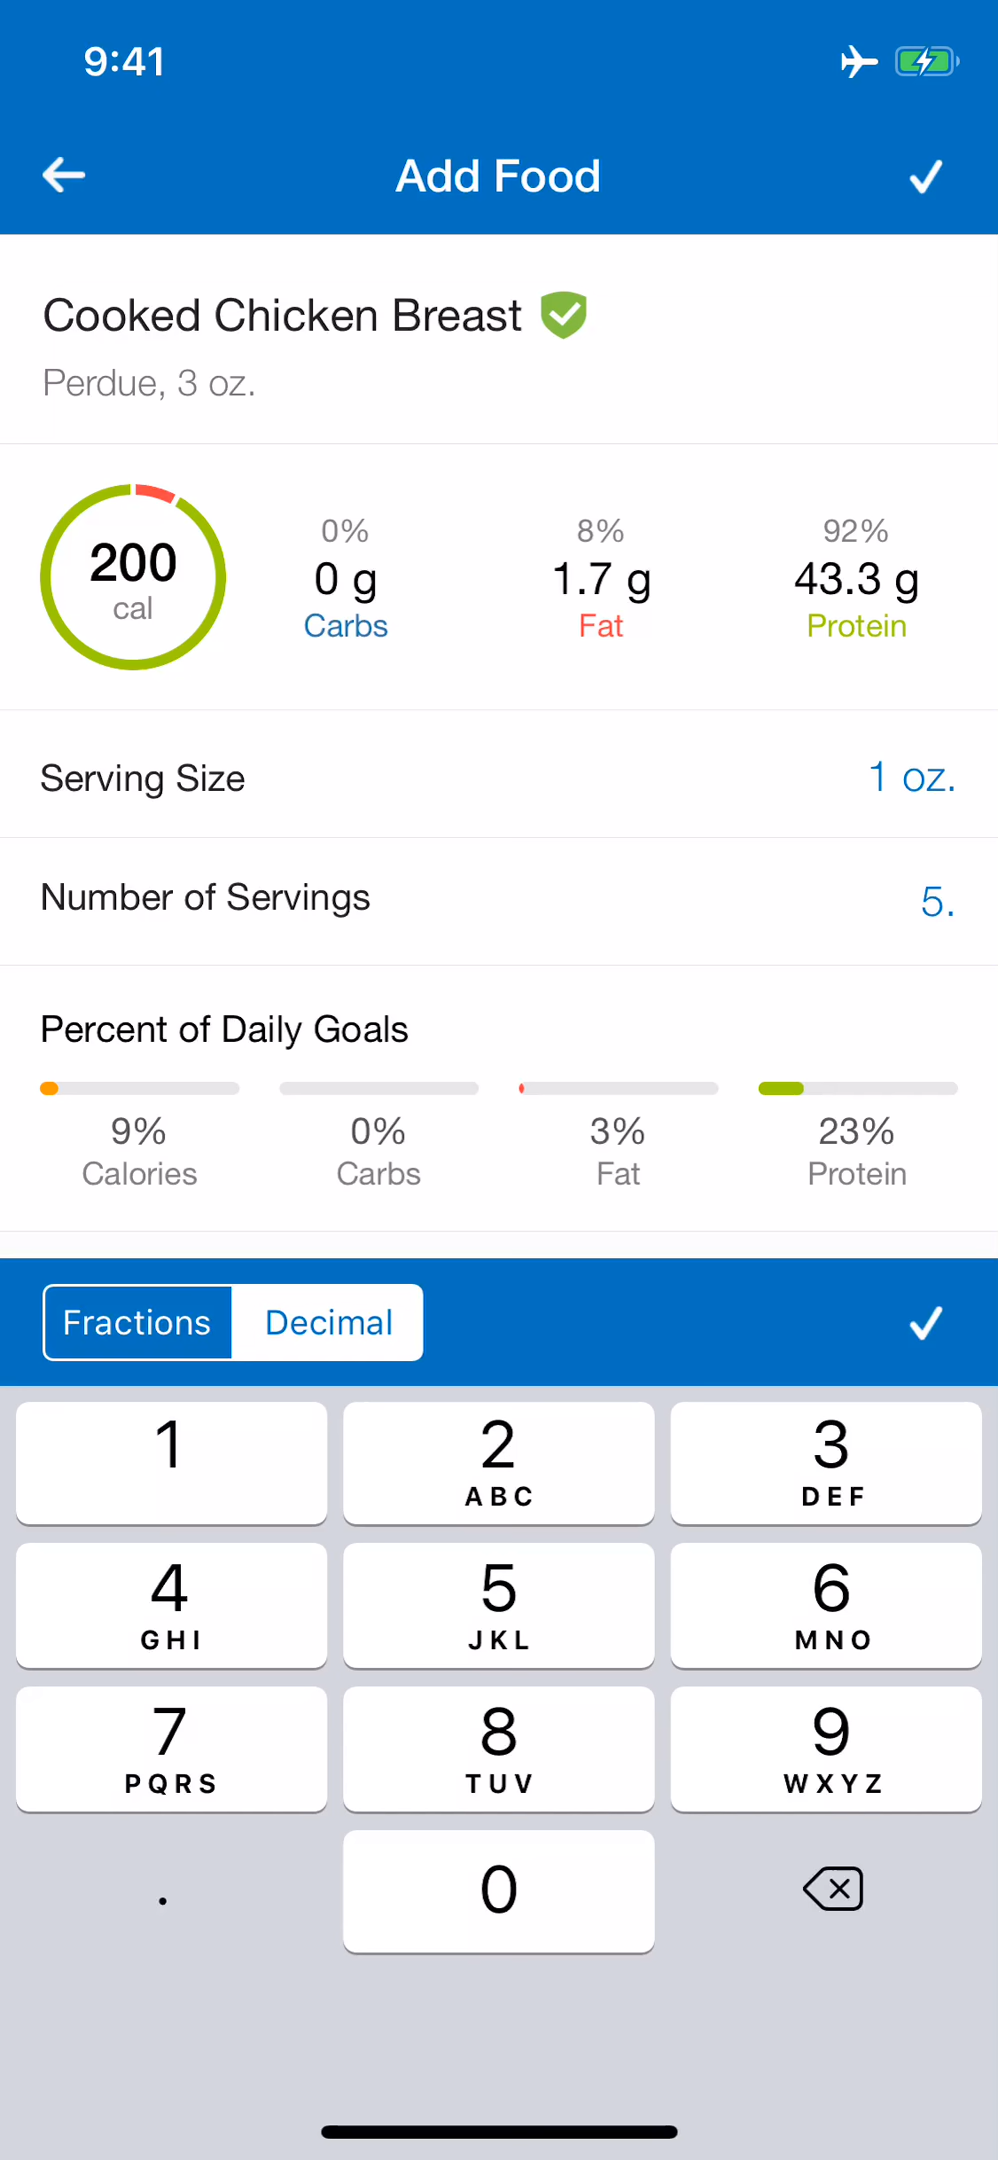 9:41
Add Food
Cooked Chicken Breast
Perdue, 3 oz.
200
cal
0%
0 g
Carbs
8%
1.7 g
Fat
92%
43.3 g
Protein
Serving Size 1 oz.
Number of Servings 5.
Percent of Daily Goals
9%
Calories
0%
Carbs
3%
Fat
23%
Protein
Fractions Decimal
1
2
ABC
3
DEF
4
GHI
5
JKL
6
MNO
7
PQRS
8
TUV
9
WXYZ
.
0